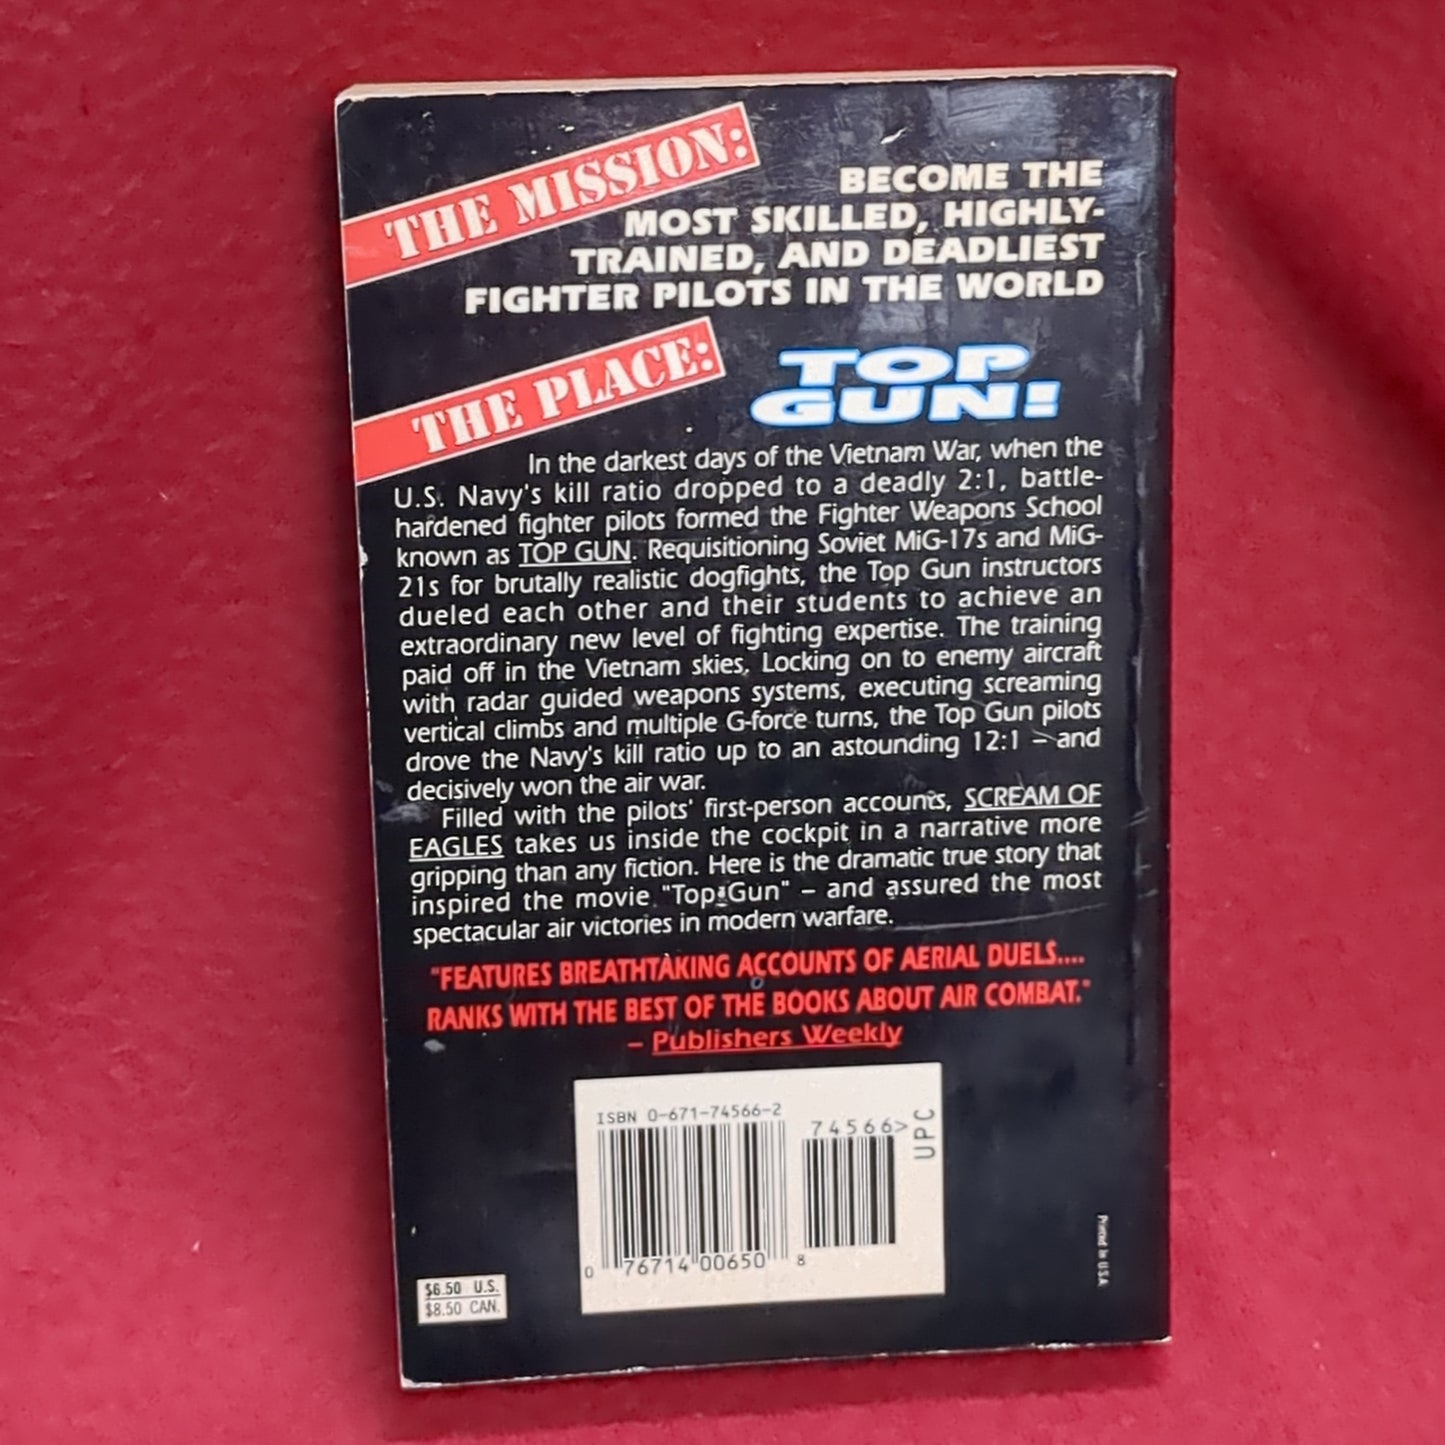 THE MISSION:
BECOME THE
MOST SKILLED, HIGHLY-
TRAINED, AND DEADLIEST
FIGHTER PILOTS IN THE WORLD
THE PLACE:
TOP
GUN!
In the darkest days of the Vietnam War, when the
U.S. Navy's kill ratio dropped to a deadly 2:1, battle-
hardened fighter pilots formed the Fighter Weapons School
known as TOP GUN. Requisitioning Soviet MiG-17s and MiG-
21s for brutally realistic dogfights, the Top Gun instructors
dueled each other and their students to achieve an
extraordinary new level of fighting expertise. The training
paid off in the Vietnam skies. Locking on to enemy aircraft
with radar guided weapons systems, executing screaming
vertical climbs and multiple G-force turns, the Top Gun pilots
drove the Navy's kill ratio up to an astounding 12:1 – and
decisively won the air war.
Filled with the pilots' first-person accounts, SCREAM OF
EAGLES takes us inside the cockpit in a narrative more
gripping than any fiction. Here is the dramatic true story that
inspired the movie "Top Gun" – and assured the most
spectacular air victories in modern warfare.
"FEATURES BREATHTAKING ACCOUNTS OF AERIAL DUELS....
RANKS WITH THE BEST OF THE BOOKS ABOUT AIR COMBAT."
– Publishers Weekly
ISBN 0-671-74566-2
74566>
UPC
0 76714 00650 8
$6.50 U.S.
$8.50 CAN.
Printed in U.S.A.